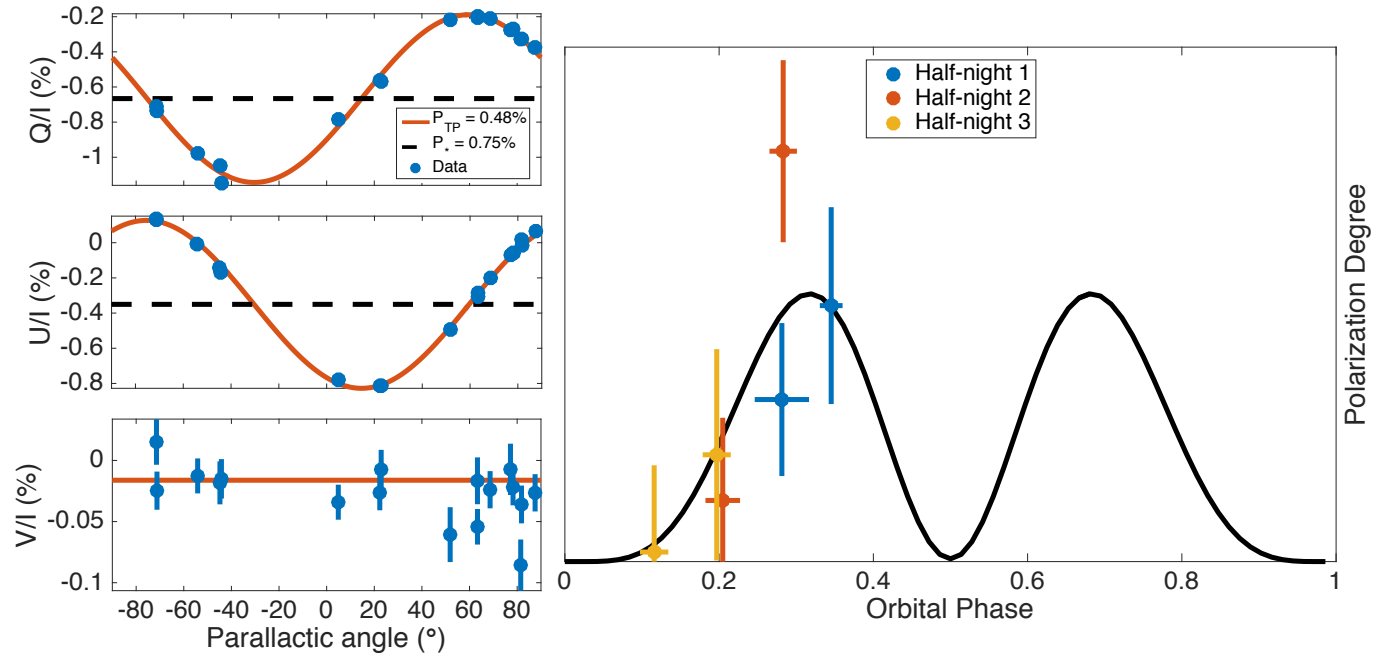 -0.2
-0.4
-0.6
-0.8
-1
Q/I (%)
P_TP = 0.48%
P_⋆ = 0.75%
Data
0
-0.2
-0.4
-0.6
-0.8
U/I (%)
0
-0.05
-0.1
V/I (%)
-80 -60 -40 -20 0 20 40 60 80
Parallactic angle (°)
Half-night 1
Half-night 2
Half-night 3
Polarization Degree
0 0.2 0.4 0.6 0.8 1
Orbital Phase